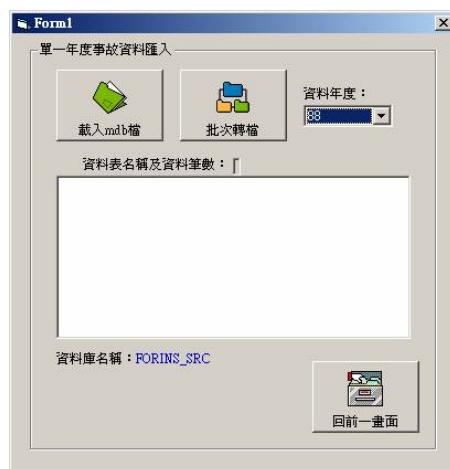 Form1
單一年度事故資料匯入
載入mdb檔
批次轉檔
資料年度：
88
資料表名稱及資料筆數：
資料庫名稱：FORINS_SRC
回前一畫面